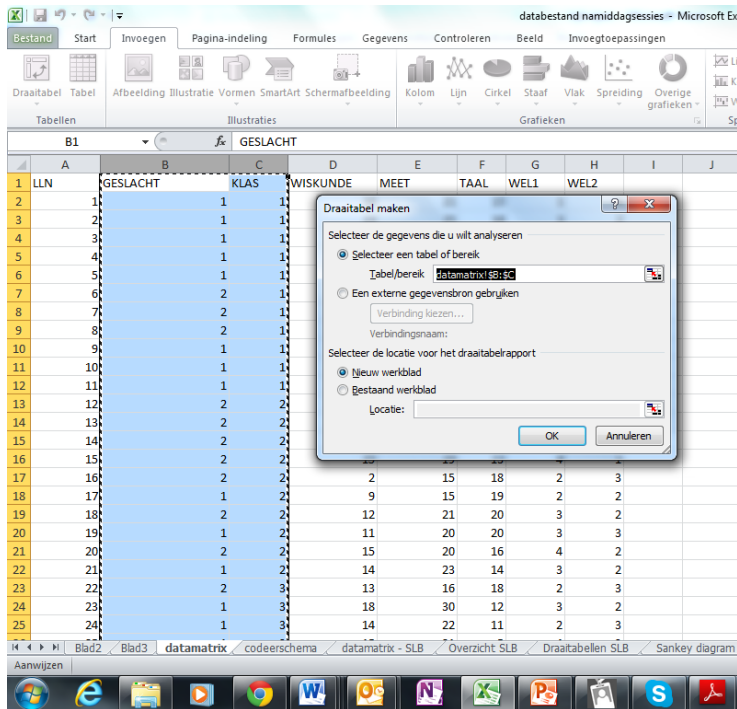 databestand namiddagsessies - Microsoft Ex
Bestand Start Invoegen Pagina-indeling Formules Gegevens Controleren Beeld Invoegtoepassingen
Draaitabel Tabel Afbeelding Illustratie Vormen SmartArt Schermafbeelding Kolom Lijn Cirkel Staaf Vlak Spreiding Overige grafieken
Tabellen Illustraties Grafieken Sp
B1 fx GESLACHT
A B C D E F G H I J
1 LLN GESLACHT KLAS WISKUNDE MEET TAAL WEL1 WEL2
2 1 1 1
3 2 1 1
4 3 1 1
5 4 1 1
6 5 1 1
7 6 2 1
8 7 2 1
9 8 2 1
10 9 1 1
11 10 1 1
12 11 1 1
13 12 2 2
14 13 2 2
15 14 2 2
16 15 2 2
17 16 2 2 2 15 18 2 3
18 17 1 2 9 15 19 2 2
19 18 2 2 12 21 20 3 2
20 19 1 2 11 20 20 3 3
21 20 2 2 15 20 16 4 2
22 21 1 2 14 23 14 3 2
23 22 2 3 13 16 18 2 3
24 23 1 3 18 30 12 3 2
25 24 1 3 14 22 11 2 3
Draaitabel maken
Selecteer de gegevens die u wilt analyseren
Selecteer een tabel of bereik
Tabel/bereik datamatrix!$B:$C
Een externe gegevensbron gebruiken
Verbinding kiezen...
Verbindingsnaam:
Selecteer de locatie voor het draaitabelrapport
Nieuw werkblad
Bestaand werkblad
Locatie:
OK Annuleren
Blad2 Blad3 datamatrix codeerschema datamatrix - SLB Overzicht SLB Draaitabellen SLB Sankey diagram
Aanwijzen